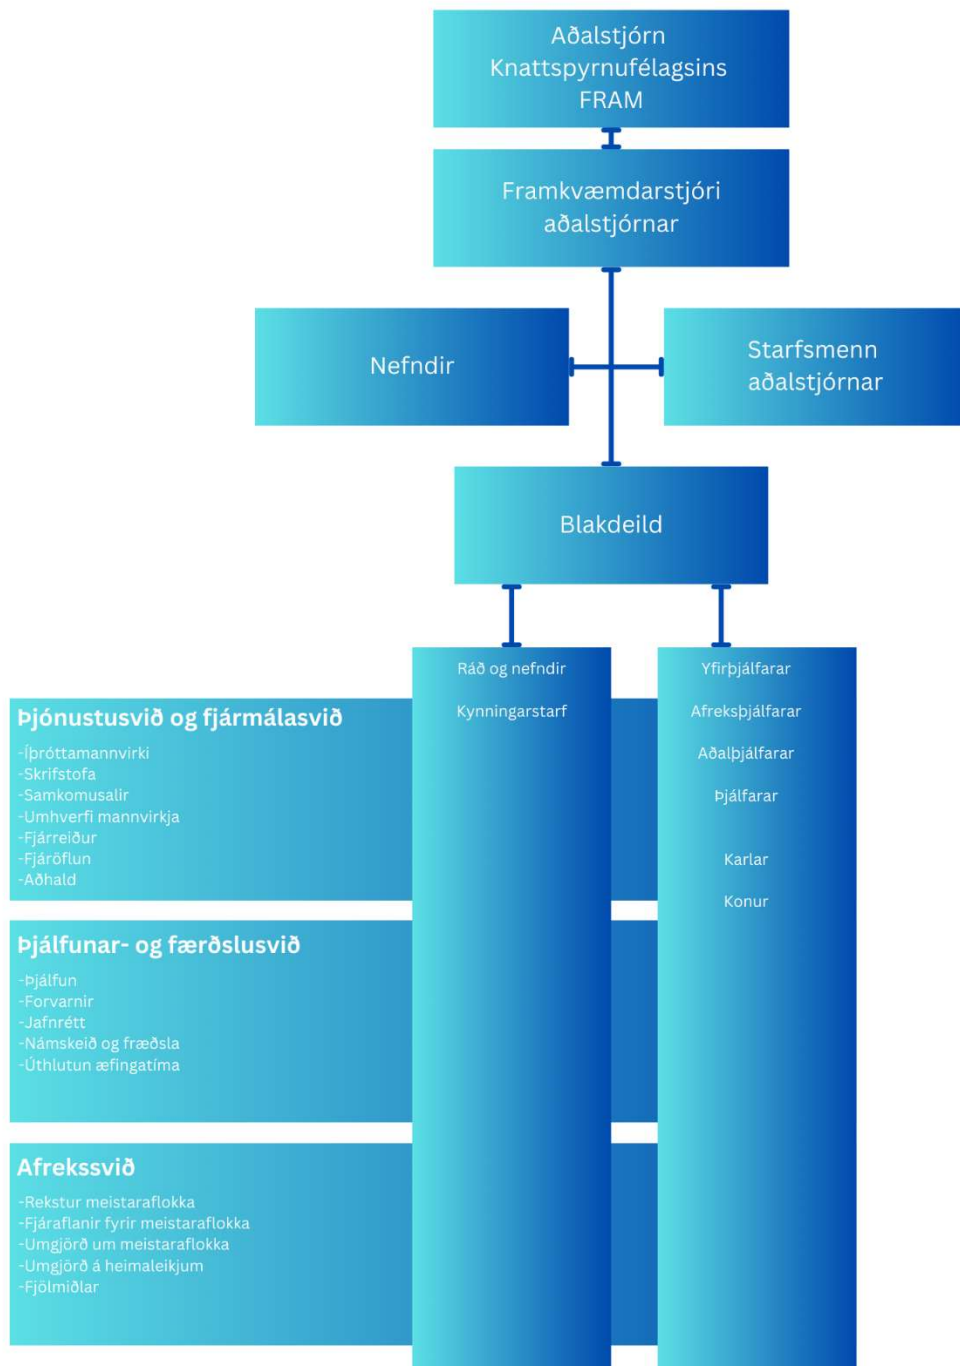 Aðalstjórn
Knattspyrnufélagsins
FRAM
Framkvæmdarstjóri
aðalstjórnar
Nefndir
Starfsmenn
aðalstjórnar
Blakdeild
Ráð og nefndir
Kynningarstarf
Yfirþjálfarar
Afreksþjálfarar
Aðalþjálfarar
Þjálfarar
Karlar
Konur
Þjónustusvið og fjármálasvið
-Íþróttamannvirki
-Skrifstofa
-Samkomusalir
-Umhverfi mannvirkja
-Fjárreiður
-Fjáröflun
-Aðhald
Þjálfunar- og færðslusvið
-Þjálfun
-Forvarnir
-Jafnrétt
-Námskeið og fræðsla
-Úthlutun æfingatíma
Afrekssvið
-Rekstur meistaraflokka
-Fjáraflanir fyrir meistaraflokka
-Umgjörð um meistaraflokka
-Umgjörð á heimaleikjum
-Fjölmiðlar